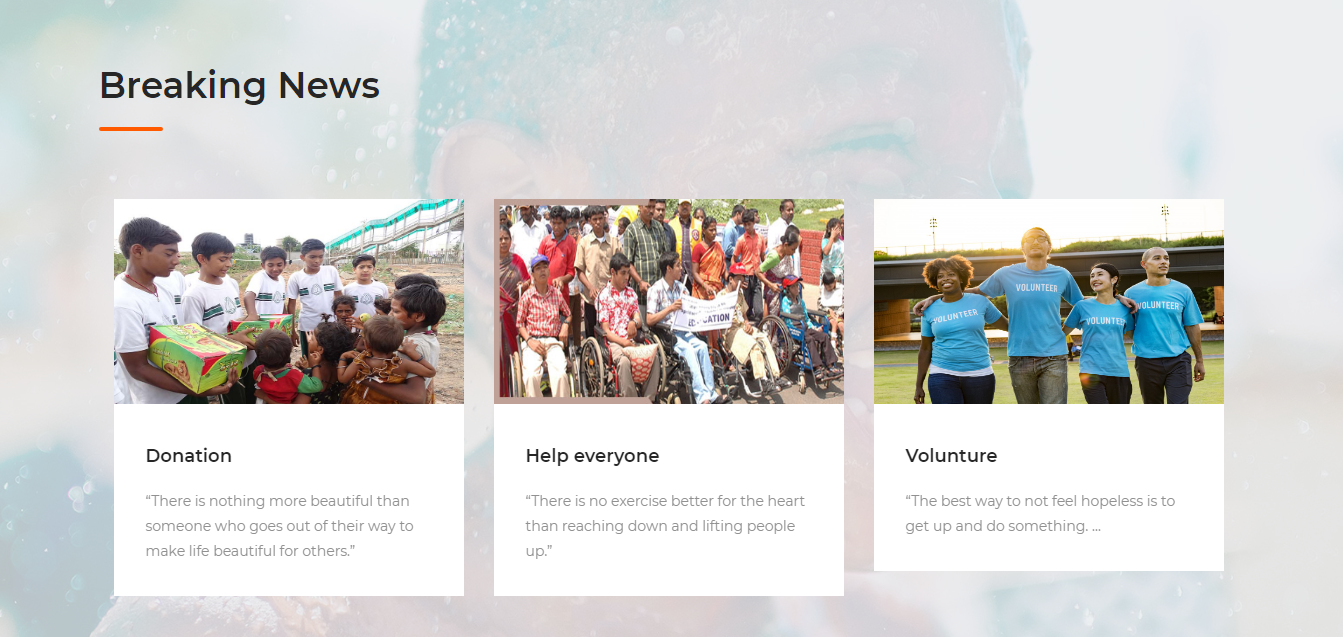 Breaking News
VOLUNTEER
VOLUNTEER
VOLUNTEER
VOLUNTEER
Donation
“There is nothing more beautiful than
someone who goes out of their way to
make life beautiful for others.”
Help everyone
“There is no exercise better for the heart
than reaching down and lifting people
up.”
Volunture
“The best way to not feel hopeless is to
get up and do something. ...